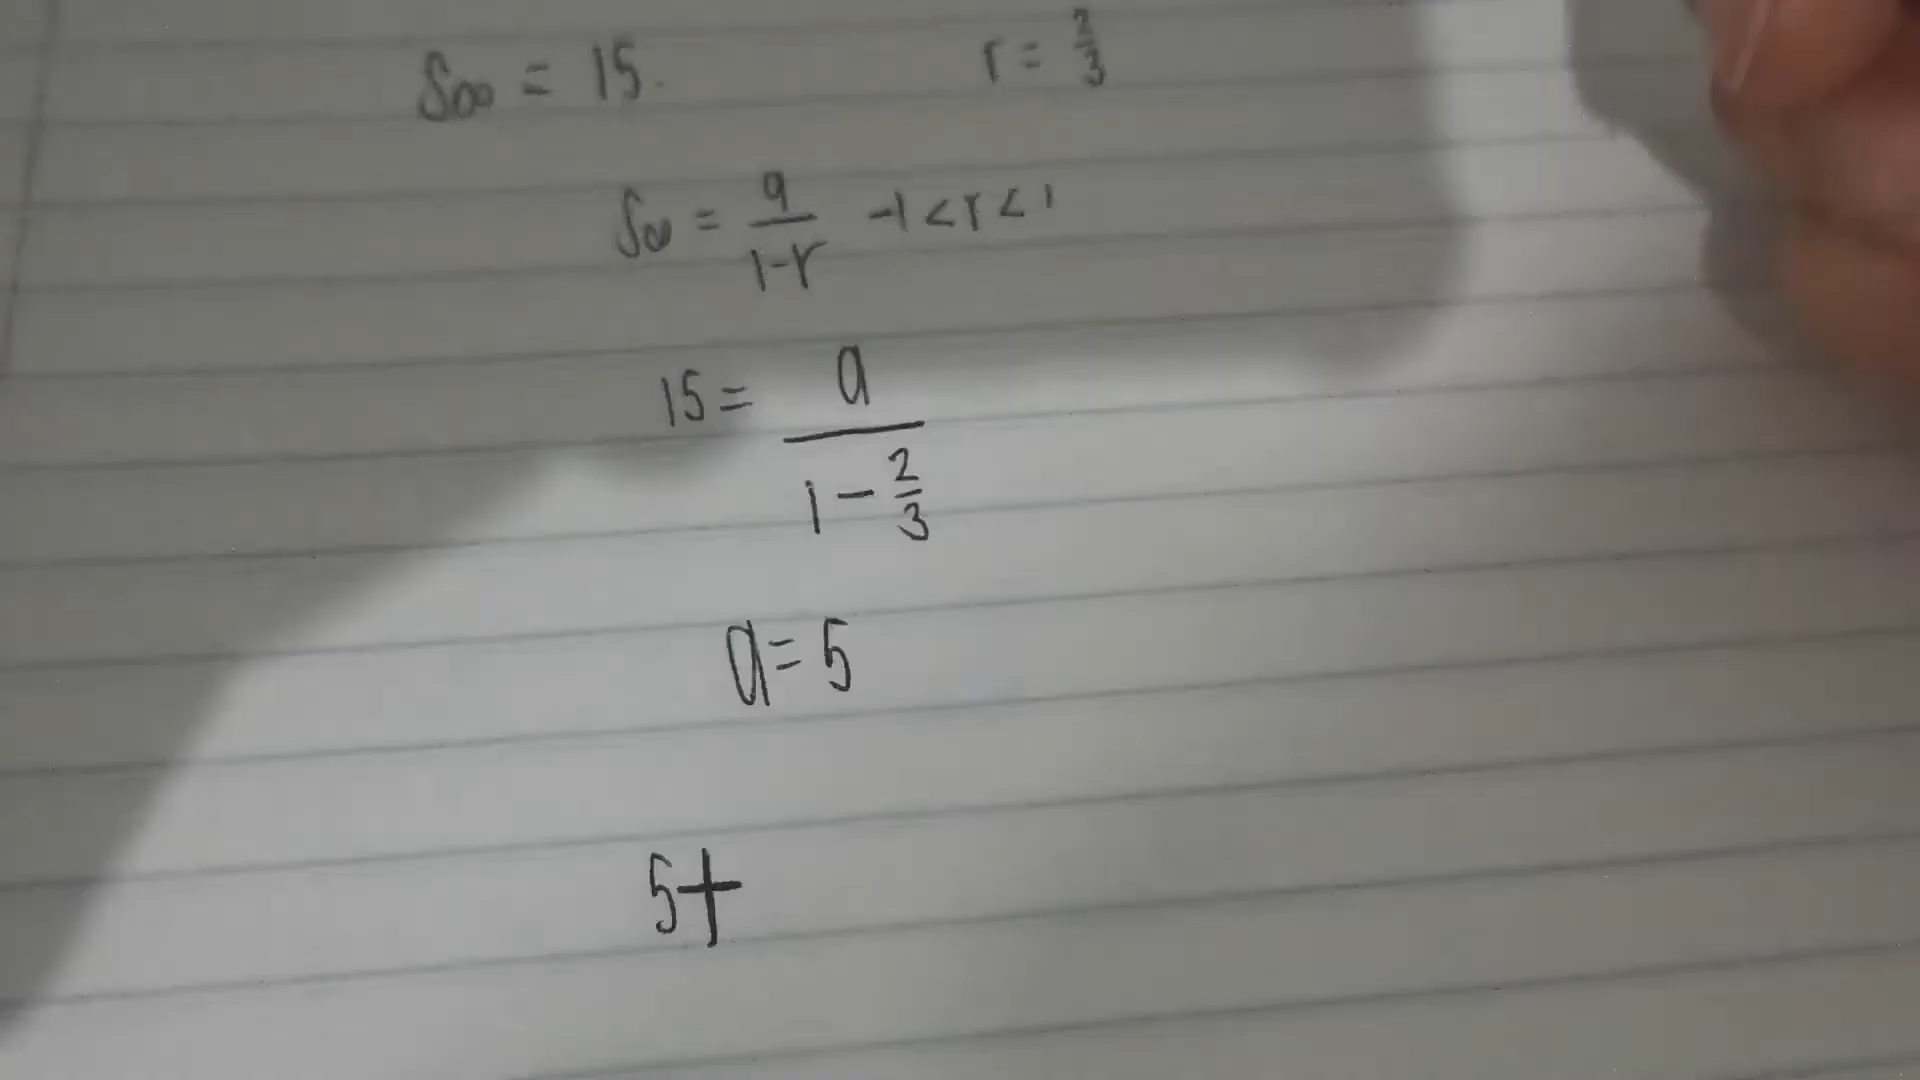 S∞ = 15. r = 2/3
S∞ = a/(1-r) -1<r<1
15 = a/(1 - 2/3)
a = 5
5+